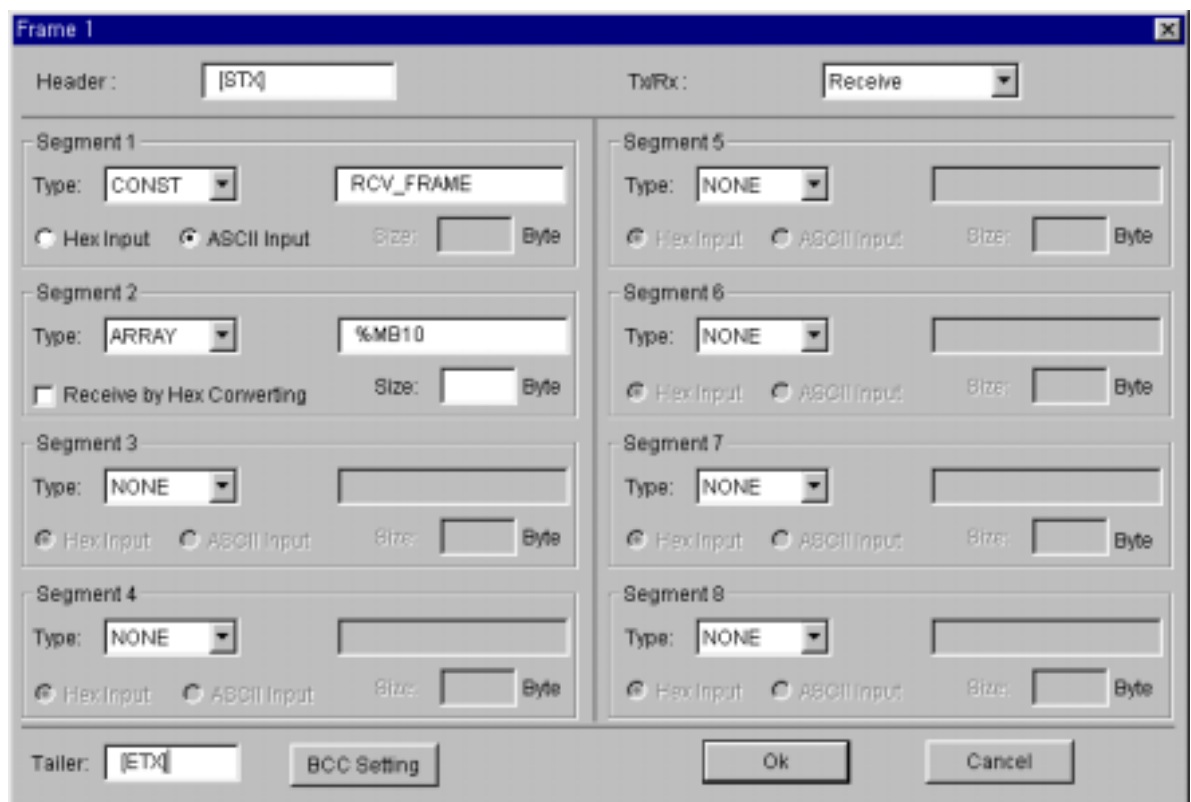 Frame 1
Header : [STX] Tx/Rx : Receive
Segment 1
Type: CONST RCV_FRAME
Hex Input ASCII Input Size: Byte
Segment 2
Type: ARRAY %MB10
Receive by Hex Converting Size: Byte
Segment 3
Type: NONE
Hex Input ASCII Input Size: Byte
Segment 4
Type: NONE
Hex Input ASCII Input Size: Byte
Segment 5
Type: NONE
Hex Input ASCII Input Size: Byte
Segment 6
Type: NONE
Hex Input ASCII Input Size: Byte
Segment 7
Type: NONE
Hex Input ASCII Input Size: Byte
Segment 8
Type: NONE
Hex Input ASCII Input Size: Byte
Tailer: [ETX] BCC Setting Ok Cancel